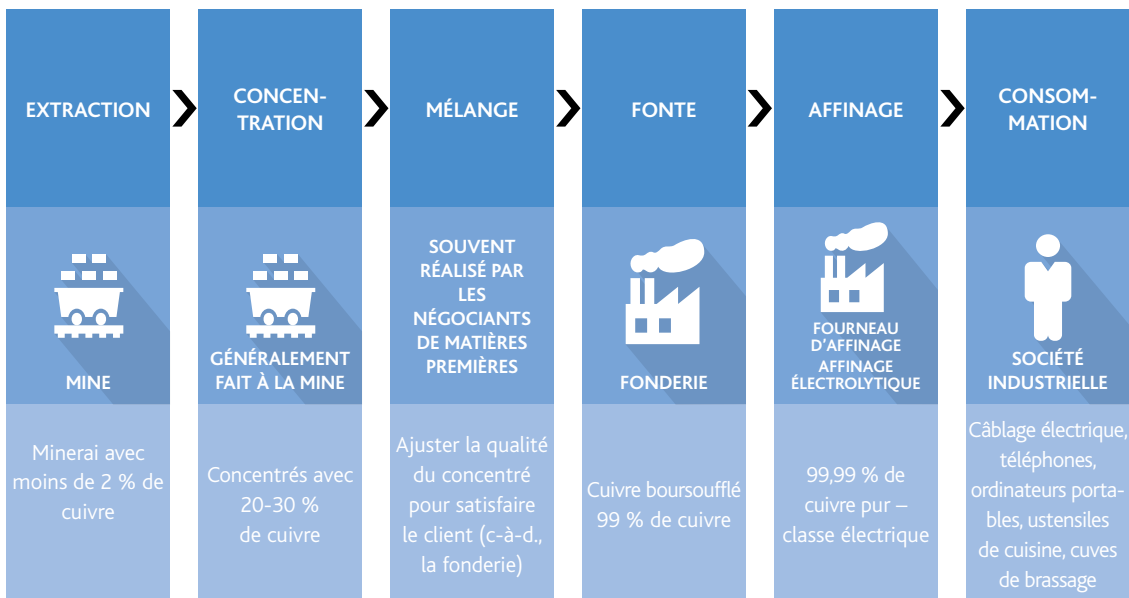 EXTRACTION
CONCEN-
TRATION
MÉLANGE
FONTE
AFFINAGE
CONSOM-
MATION
MINE
GÉNÉRALEMENT
FAIT À LA MINE
SOUVENT
RÉALISÉ PAR
LES
NÉGOCIANTS
DE MATIÈRES
PREMIÈRES
FONDERIE
FOURNEAU
D'AFFINAGE
AFFINAGE
ÉLECTROLYTIQUE
SOCIÉTÉ
INDUSTRIELLE
Minerai avec
moins de 2 % de
cuivre
Concentrés avec
20-30 %
de cuivre
Ajuster la qualité
du concentré
pour satisfaire
le client (c-à-d.,
la fonderie)
Cuivre boursoufflé
99 % de cuivre
99,99 % de
cuivre pur –
classe électrique
Câblage électrique,
téléphones,
ordinateurs porta-
bles, ustensiles
de cuisine, cuves
de brassage